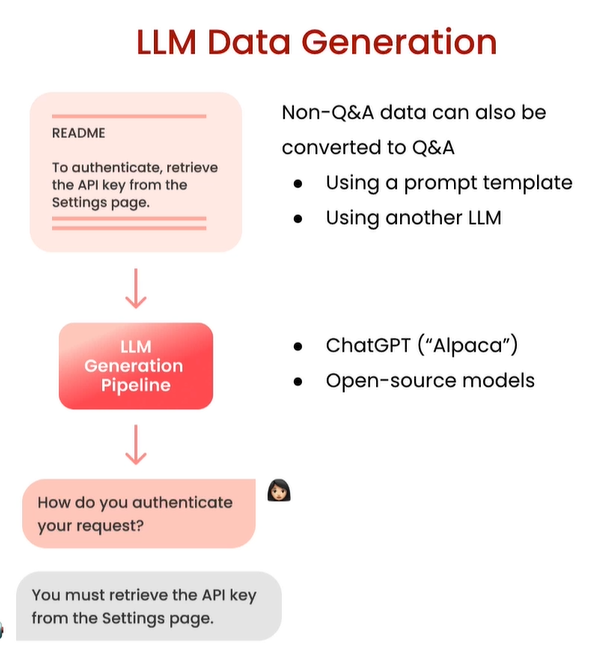 LLM Data Generation
README
To authenticate, retrieve
the API key from the
Settings page.
Non-Q&A data can also be
converted to Q&A
● Using a prompt template
● Using another LLM
LLM
Generation
Pipeline
● ChatGPT (“Alpaca”)
● Open-source models
How do you authenticate
your request?
You must retrieve the API key
from the Settings page.